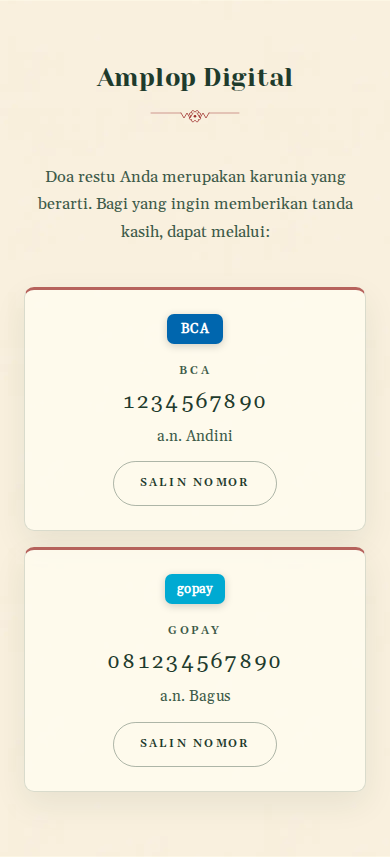 Amplop Digital
Doa restu Anda merupakan karunia yang
berarti. Bagi yang ingin memberikan tanda
kasih, dapat melalui:
BCA
BCA
1234567890
a.n. Andini
SALIN NOMOR
gopay
GOPAY
081234567890
a.n. Bagus
SALIN NOMOR